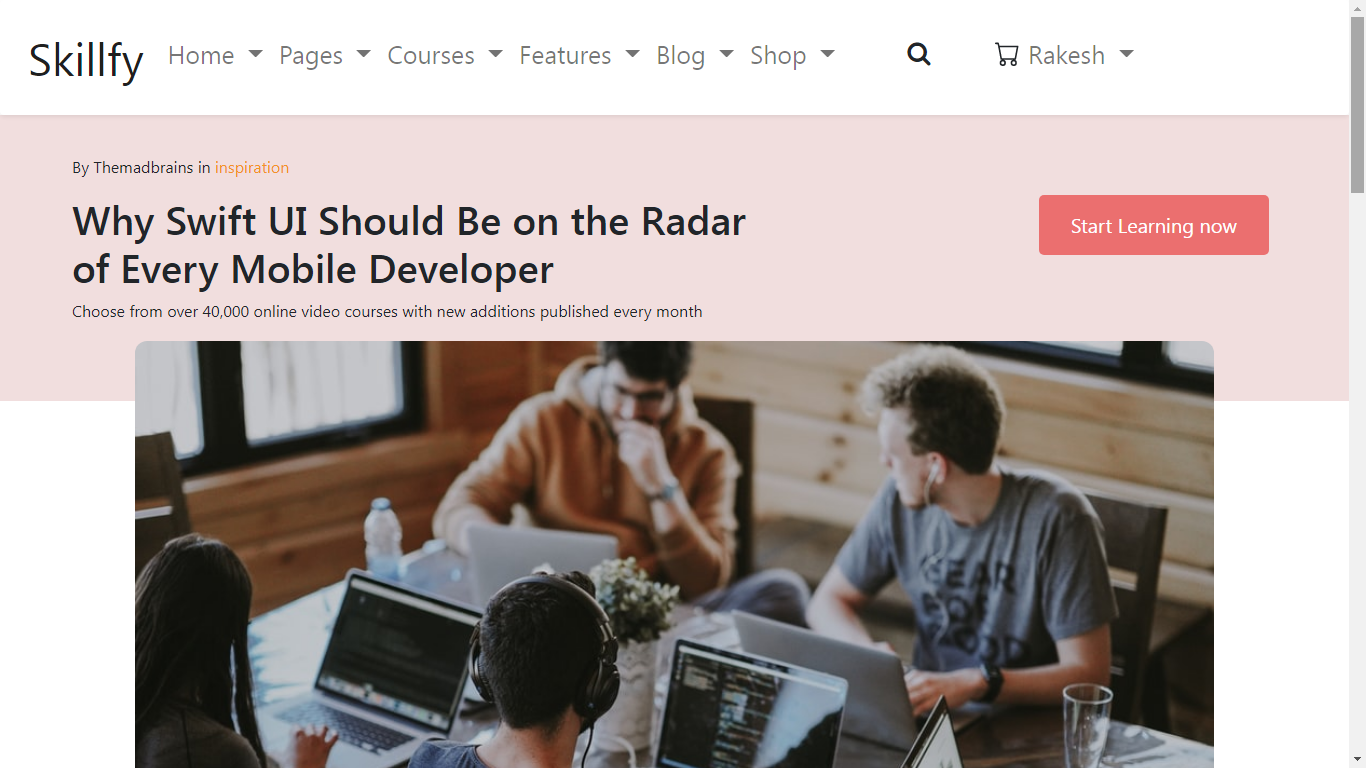 Skillfy Home Pages Courses Features Blog Shop Rakesh
By Themadbrains in inspiration
Why Swift UI Should Be on the Radar
of Every Mobile Developer
Start Learning now
Choose from over 40,000 online video courses with new additions published every month